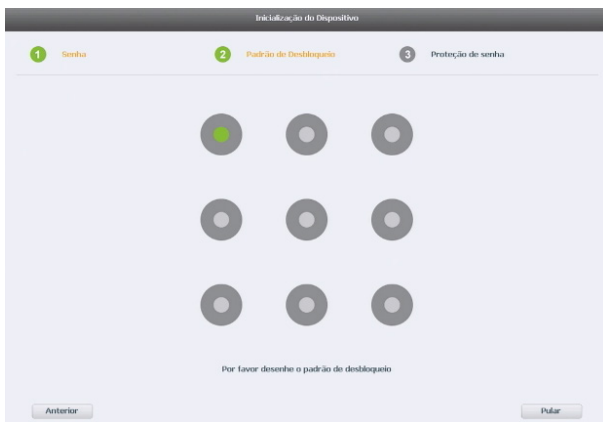 Inicialização do Dispositivo
1 Senha 2 Padrão de Desbloqueio 3 Proteção de senha
Por favor desenhe o padrão de desbloqueio
Anterior Pular